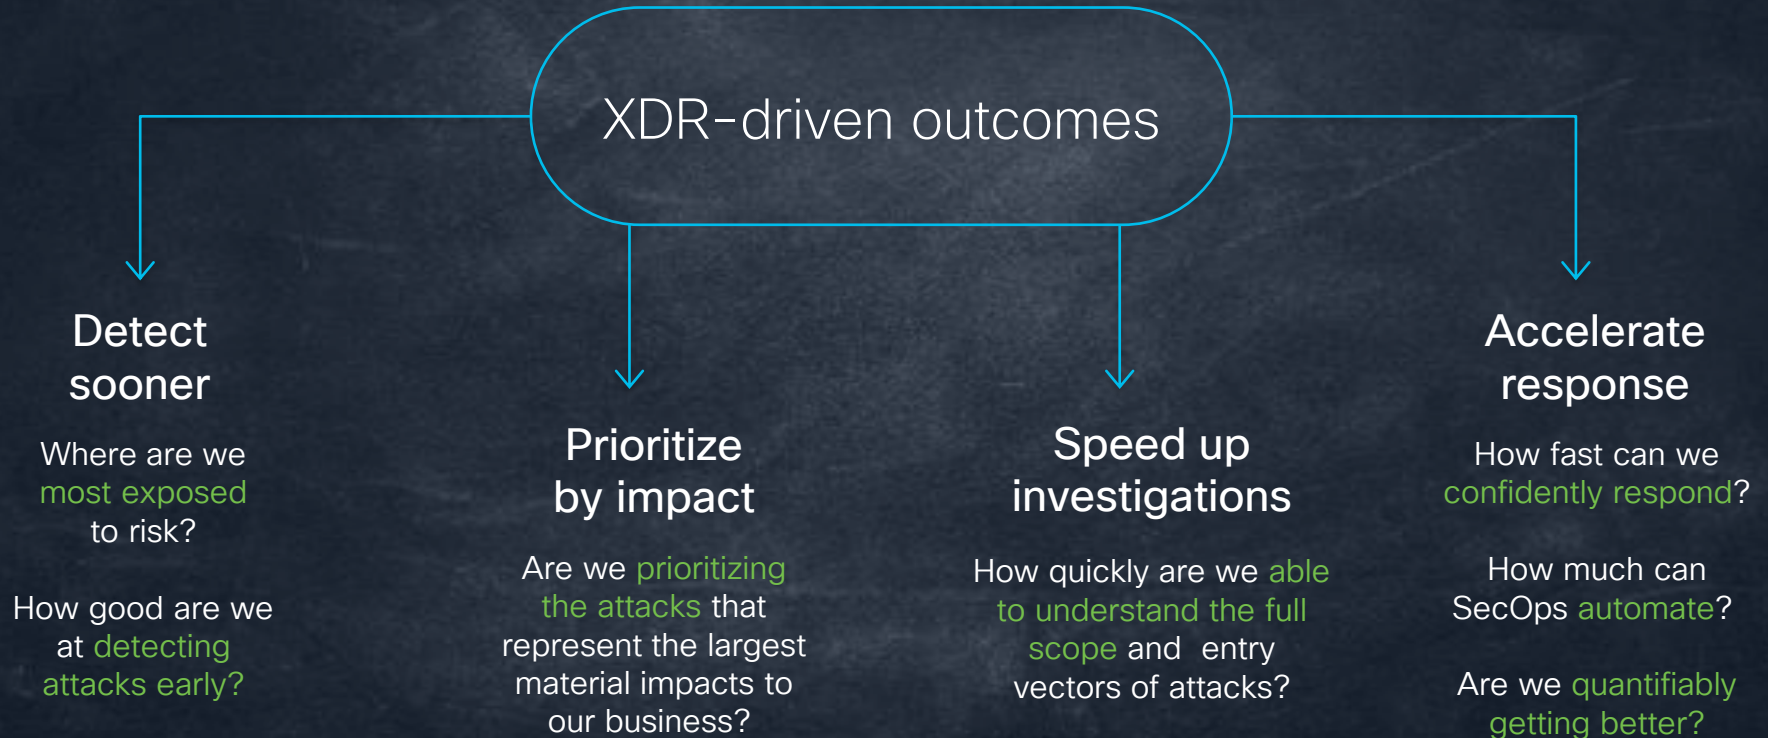 XDR-driven outcomes
Detect
sooner
Where are we
most exposed
to risk?
How good are we
at detecting
attacks early?
Prioritize
by impact
Are we prioritizing
the attacks that
represent the largest
material impacts to
our business?
Speed up
investigations
How quickly are we able
to understand the full
scope and entry
vectors of attacks?
Accelerate
response
How fast can we
confidently respond?
How much can
SecOps automate?
Are we quantifiably
getting better?